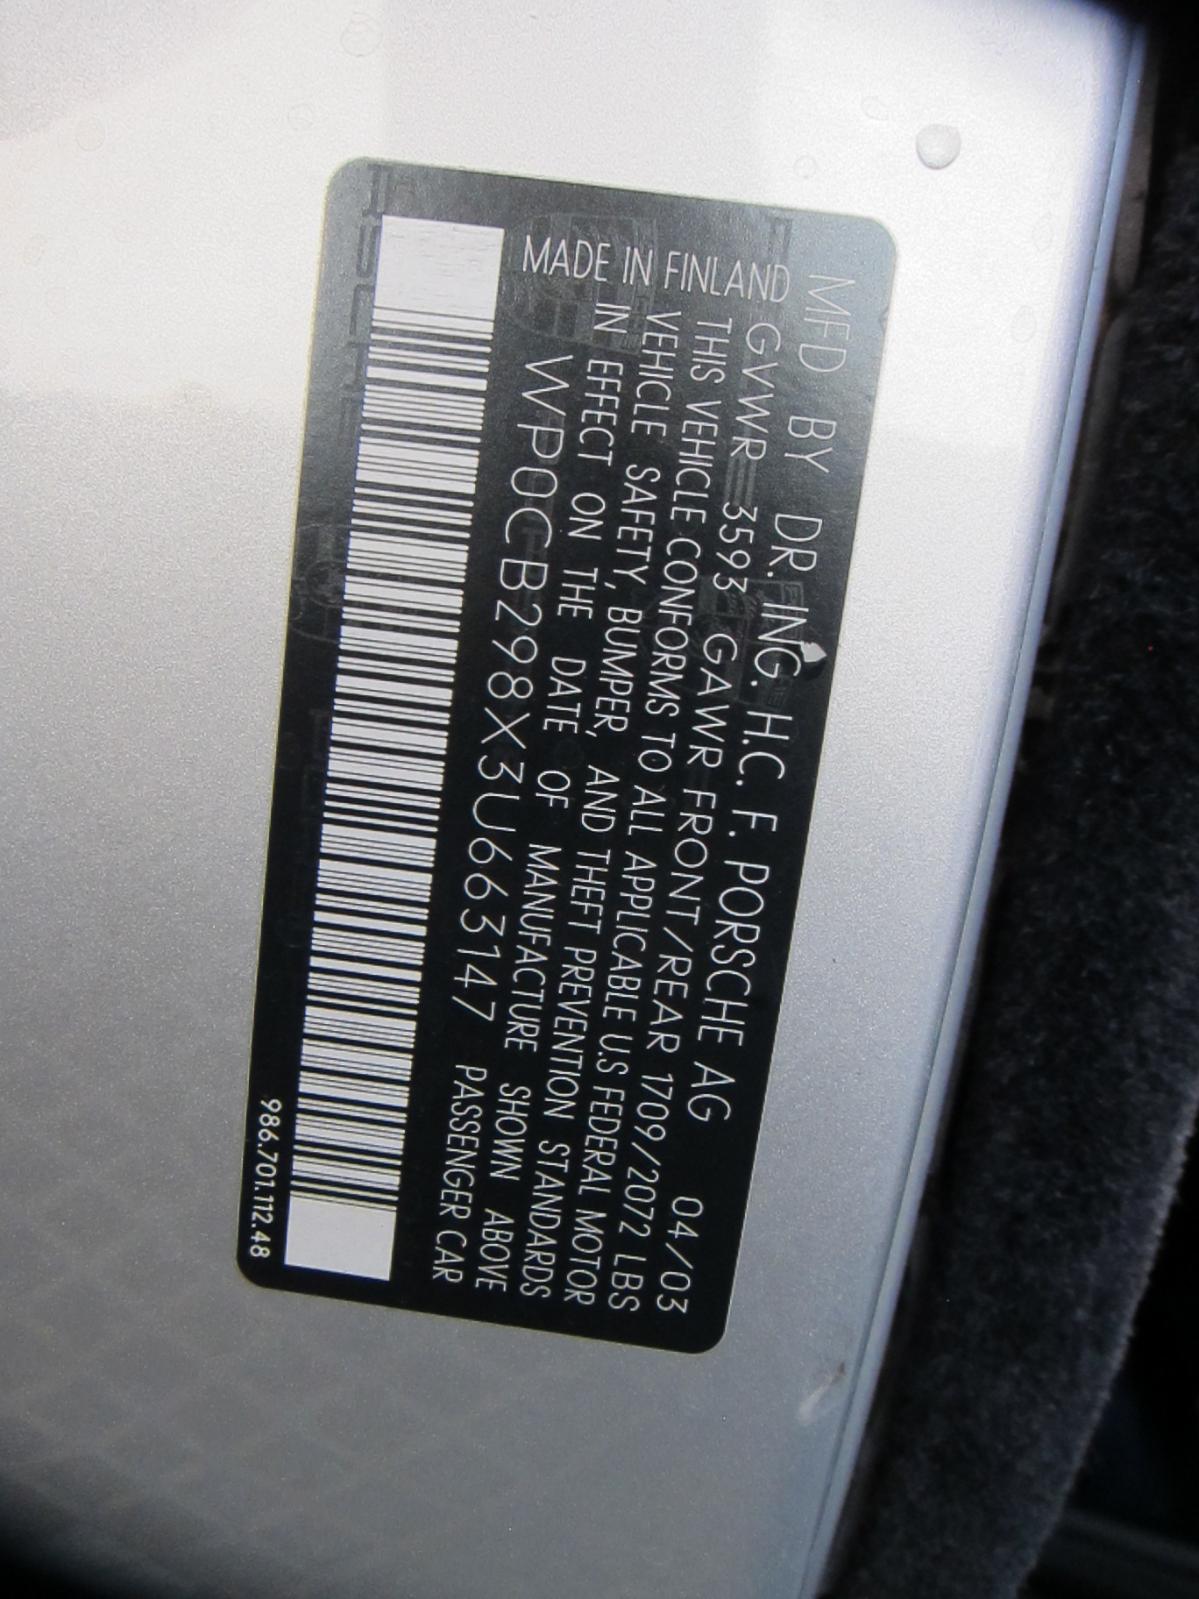 MFD BY DR. ING. H.C. F. PORSCHE AG 04/03
GVWR 3593 GAWR FRONT/REAR 1709/2072 LBS
THIS VEHICLE CONFORMS TO ALL APPLICABLE U.S FEDERAL MOTOR
VEHICLE SAFETY, BUMPER, AND THEFT PREVENTION STANDARDS
IN EFFECT ON THE DATE OF MANUFACTURE SHOWN ABOVE
MADE IN FINLAND WP0CB298X3U663147 PASSENGER CAR
986.701.112.48